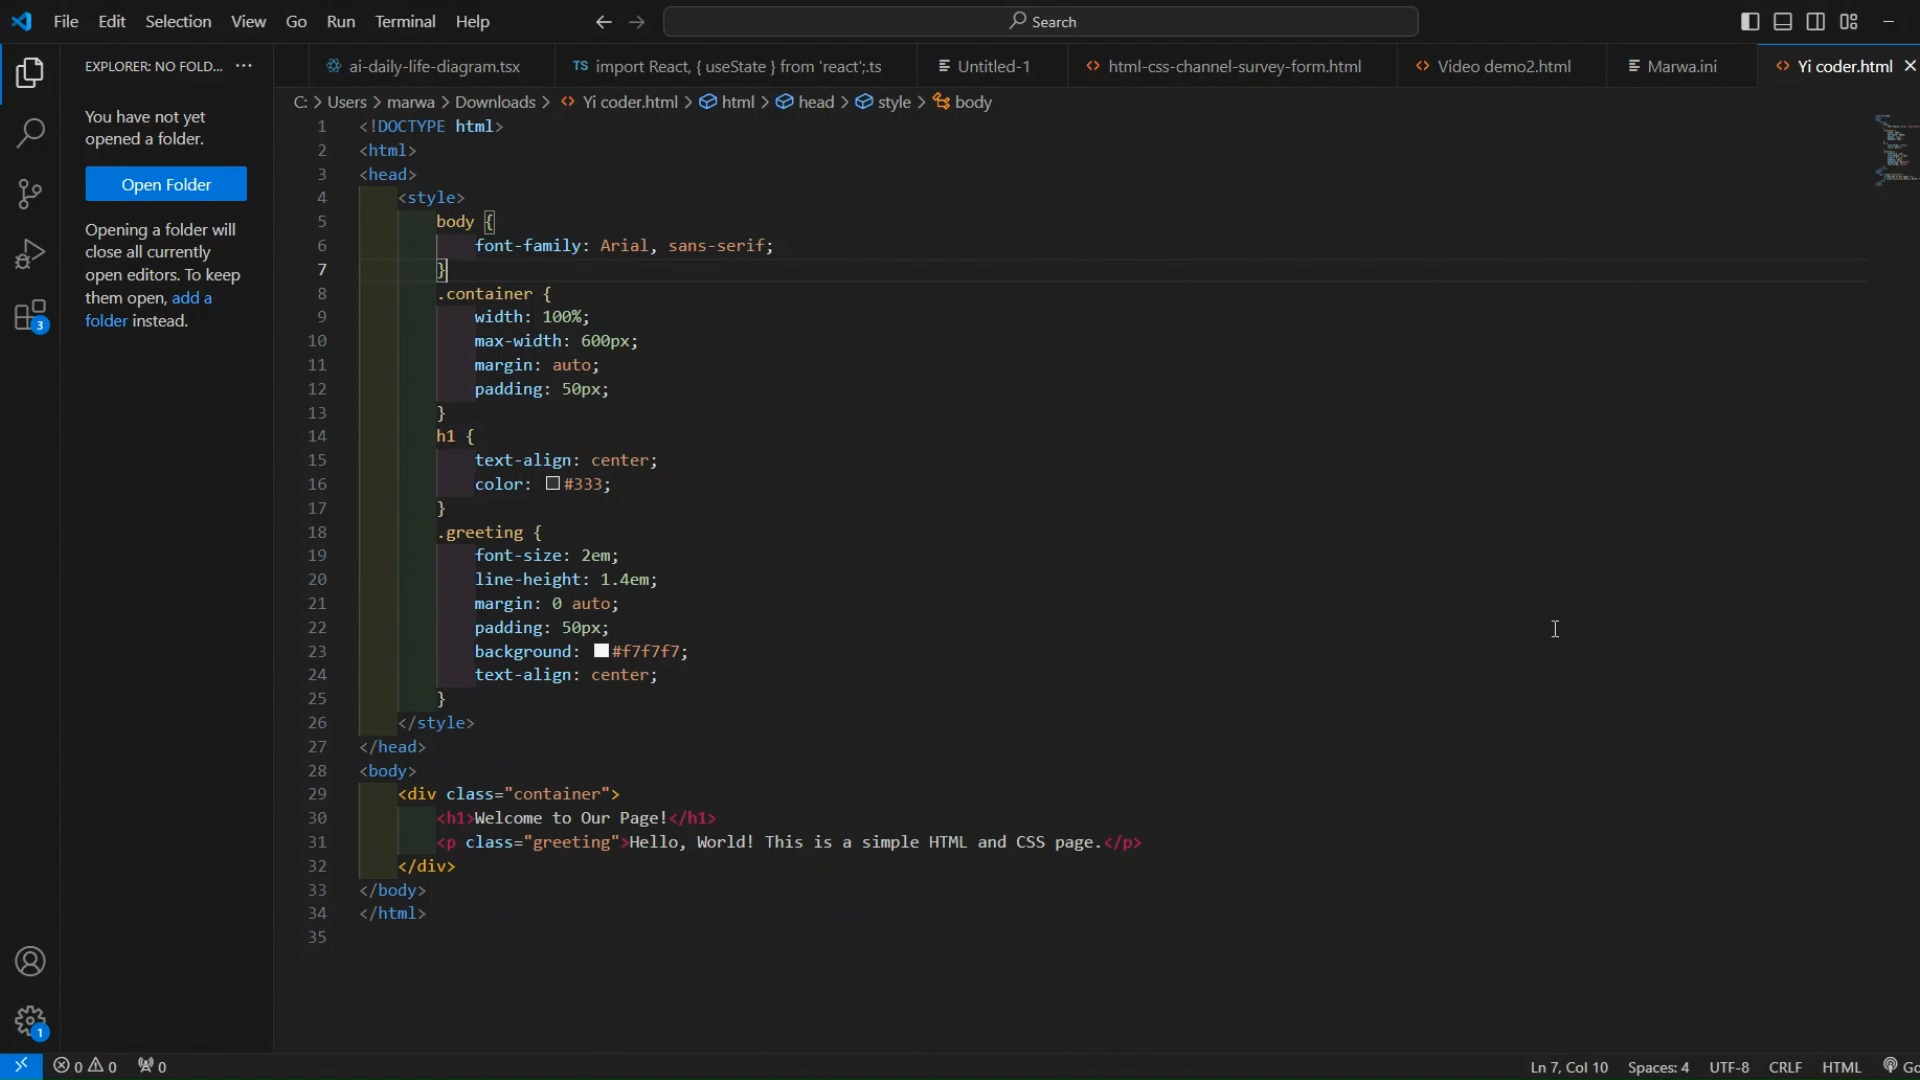 File Edit Selection View Go Run Terminal Help
Search
EXPLORER: NO FOLD... ...
ai-daily-life-diagram.tsx
TS import React, { useState } from 'react';.ts
Untitled-1
html-css-channel-survey-form.html
Video demo2.html
Marwa.ini
Yi coder.html
C: > Users > marwa > Downloads > Yi coder.html > html > head > style > body
You have not yet
opened a folder.
Open Folder
Opening a folder will
close all currently
open editors. To keep
them open, add a
folder instead.
3
1
1 <!DOCTYPE html>
2 <html>
3 <head>
4 <style>
5 body {
6 font-family: Arial, sans-serif;
7 }
8 .container {
9 width: 100%;
10 max-width: 600px;
11 margin: auto;
12 padding: 50px;
13 }
14 h1 {
15 text-align: center;
16 color: #333;
17 }
18 .greeting {
19 font-size: 2em;
20 line-height: 1.4em;
21 margin: 0 auto;
22 padding: 50px;
23 background: #f7f7f7;
24 text-align: center;
25 }
26 </style>
27 </head>
28 <body>
29 <div class="container">
30 <h1>Welcome to Our Page!</h1>
31 <p class="greeting">Hello, World! This is a simple HTML and CSS page.</p>
32 </div>
33 </body>
34 </html>
35
0 0 0
Ln 7, Col 10 Spaces: 4 UTF-8 CRLF HTML Go